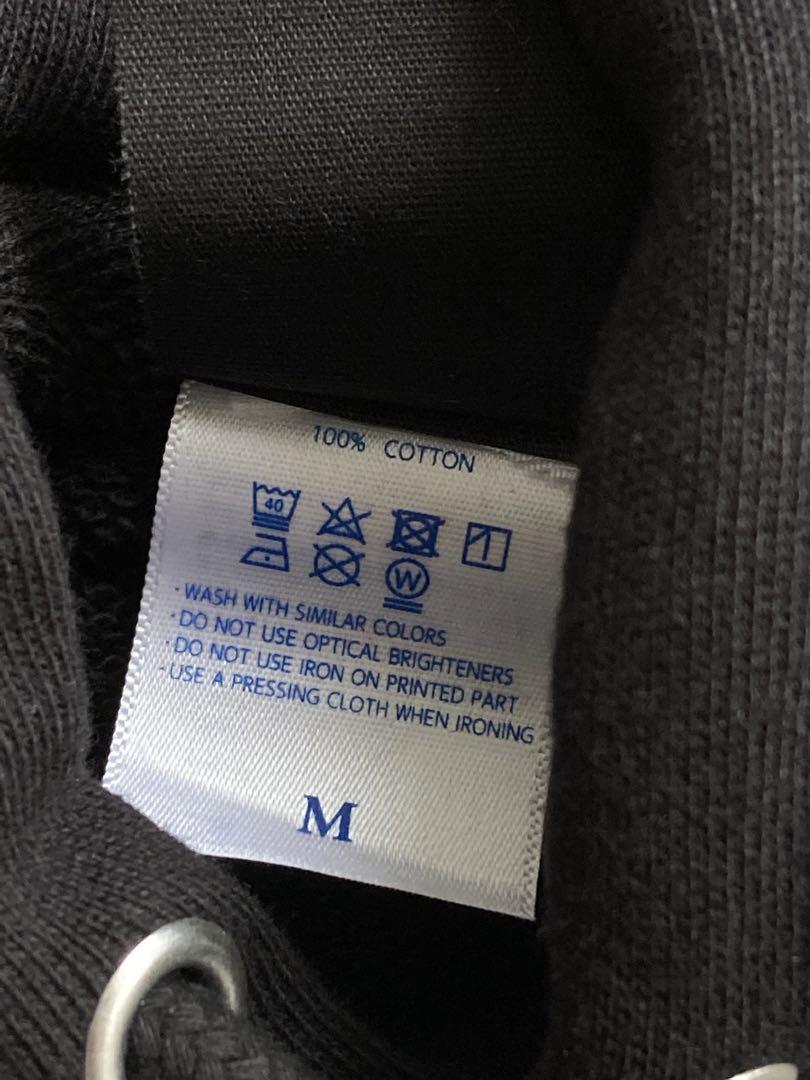 100% COTTON
40
W
· WASH WITH SIMILAR COLORS
· DO NOT USE OPTICAL BRIGHTENERS
· DO NOT USE IRON ON PRINTED PART
· USE A PRESSING CLOTH WHEN IRONING
M